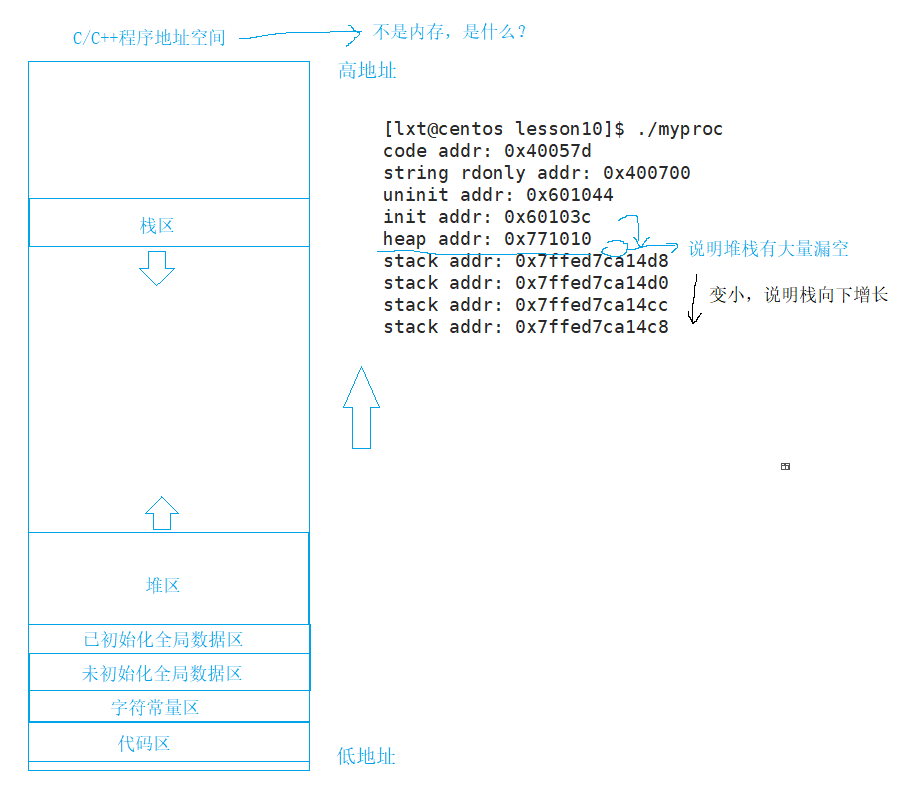 C/C++程序地址空间
不是内存，是什么？
高地址
[lxt@centos lesson10]$ ./myproc
code addr: 0x40057d
string rdonly addr: 0x400700
uninit addr: 0x601044
init addr: 0x60103c
heap addr: 0x771010
stack addr: 0x7ffed7ca14d8
stack addr: 0x7ffed7ca14d0
stack addr: 0x7ffed7ca14cc
stack addr: 0x7ffed7ca14c8
说明堆栈有大量漏空
变小，说明栈向下增长
栈区
堆区
已初始化全局数据区
未初始化全局数据区
字符常量区
代码区
低地址